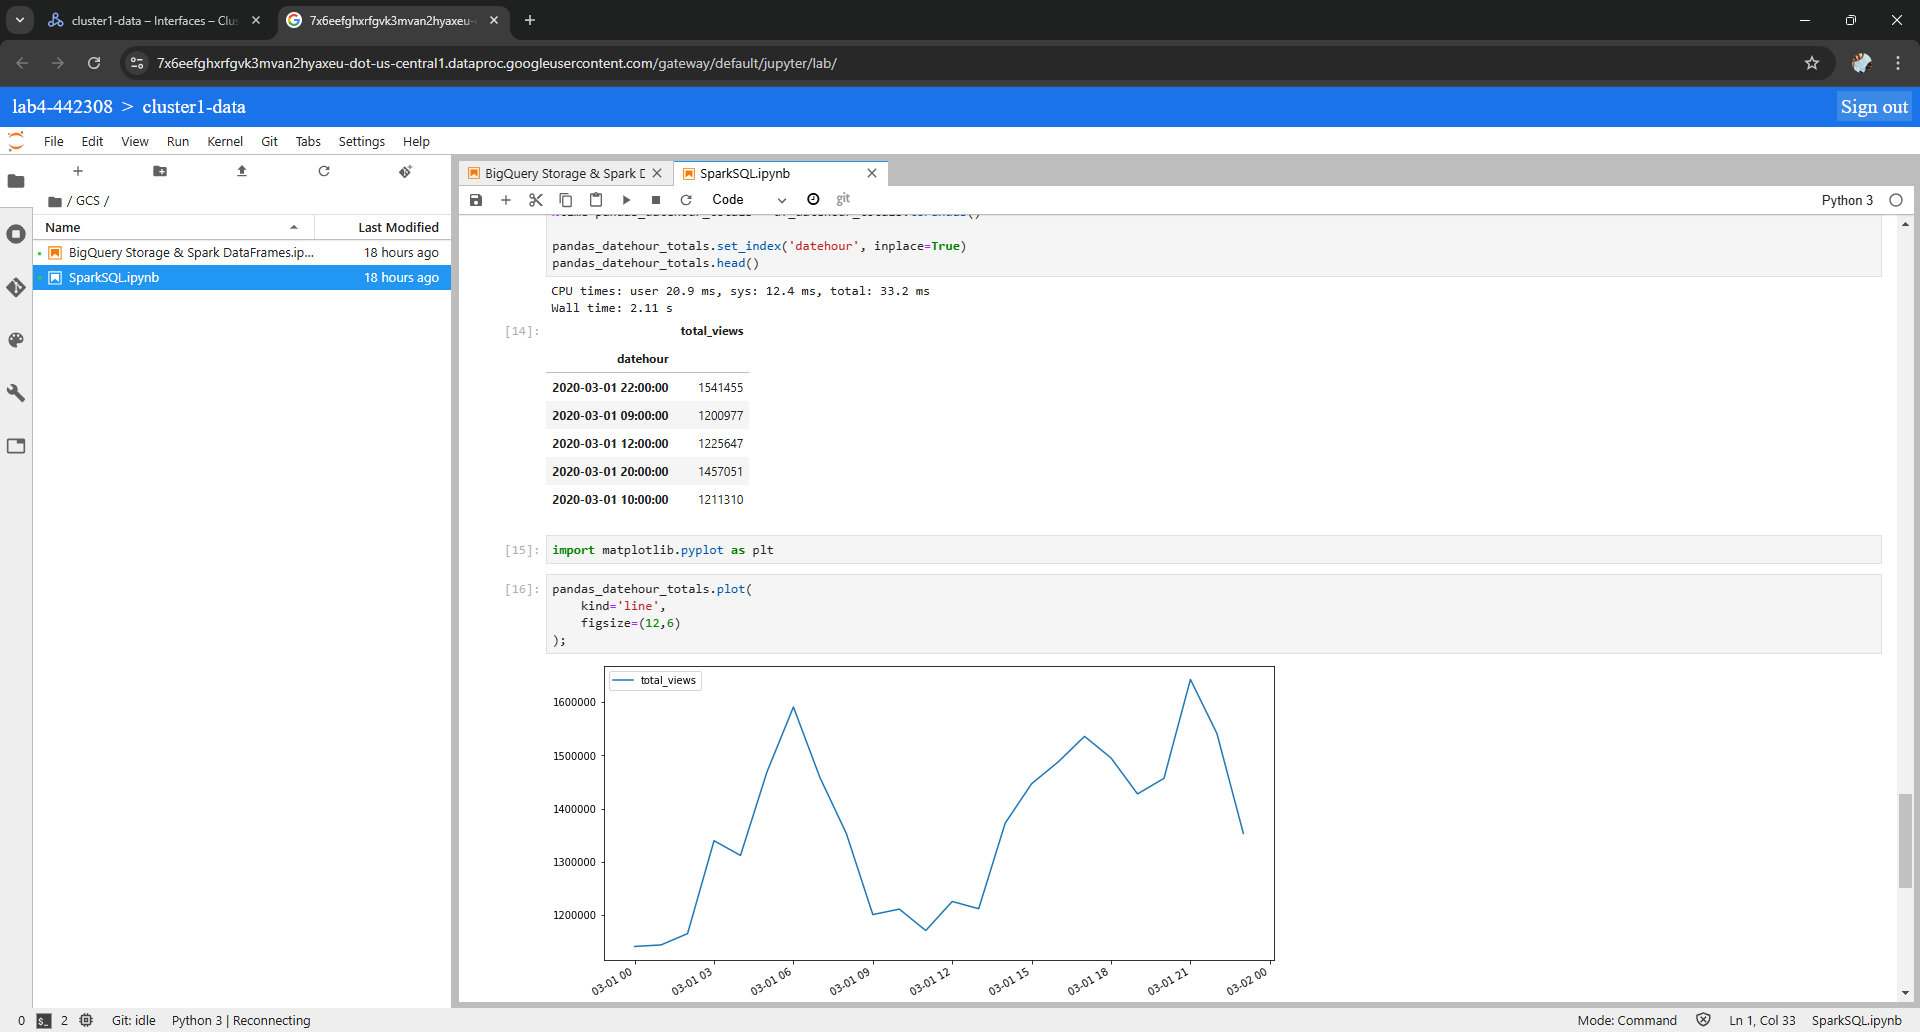 cluster1-data – Interfaces – Clus
7x6eefghxrfgvk3mvan2hyaxeu-
7x6eefghxrfgvk3mvan2hyaxeu-dot-us-central1.dataproc.googleusercontent.com/gateway/default/jupyter/lab/
lab4-442308 > cluster1-data
Sign out
File Edit View Run Kernel Git Tabs Settings Help
/ GCS /
Name Last Modified
BigQuery Storage & Spark DataFrames.ip... 18 hours ago
SparkSQL.ipynb 18 hours ago
BigQuery Storage & Spark D
SparkSQL.ipynb
Code
git
Python 3
pandas_datehour_totals.set_index('datehour', inplace=True)
pandas_datehour_totals.head()
CPU times: user 20.9 ms, sys: 12.4 ms, total: 33.2 ms
Wall time: 2.11 s
[14]:
total_views
datehour
2020-03-01 22:00:00 1541455
2020-03-01 09:00:00 1200977
2020-03-01 12:00:00 1225647
2020-03-01 20:00:00 1457051
2020-03-01 10:00:00 1211310
[15]: import matplotlib.pyplot as plt
[16]: pandas_datehour_totals.plot(
kind='line',
figsize=(12,6)
);
total_views
1600000
1500000
1400000
1300000
1200000
03-01 00 03-01 03 03-01 06 03-01 09 03-01 12 03-01 15 03-01 18 03-01 21 03-02 00
0 $_ 2 Git: idle Python 3 | Reconnecting Mode: Command Ln 1, Col 33 SparkSQL.ipynb